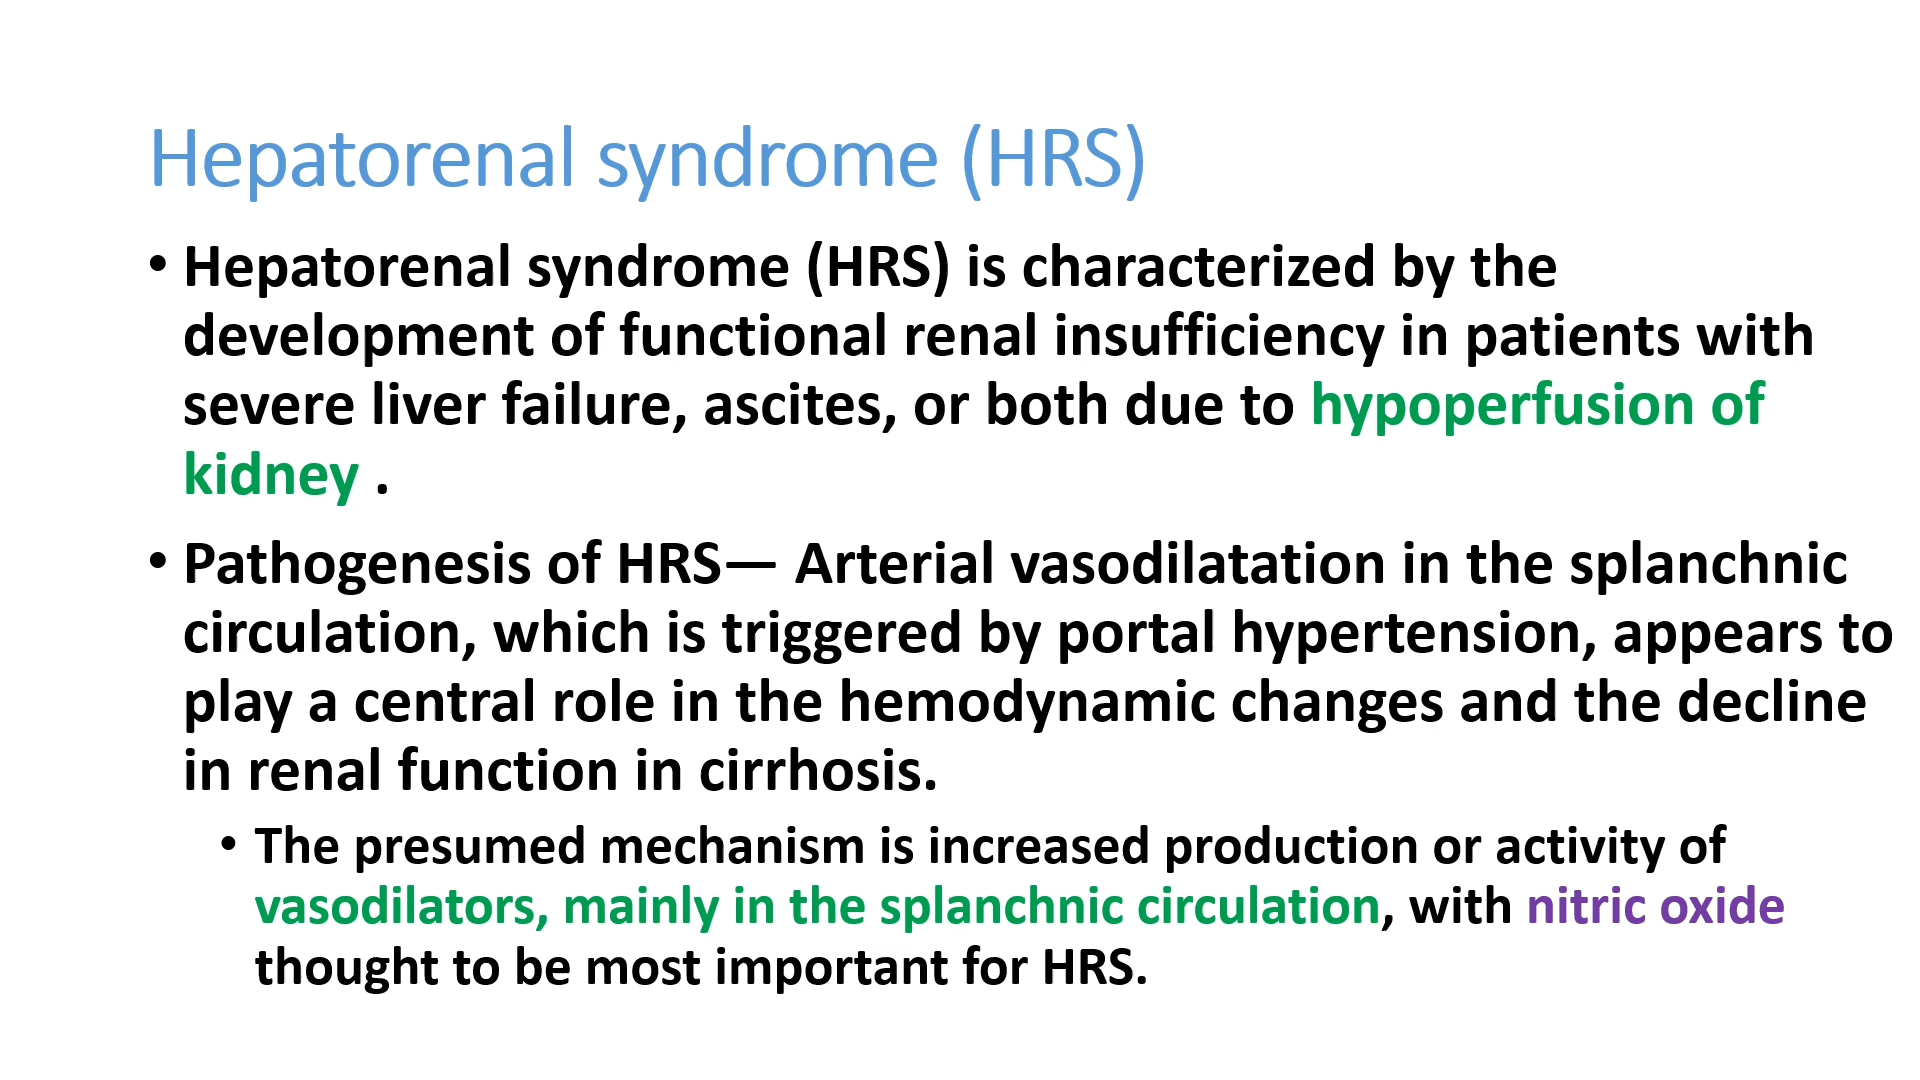 Hepatorenal syndrome (HRS)
• Hepatorenal syndrome (HRS) is characterized by the
development of functional renal insufficiency in patients with
severe liver failure, ascites, or both due to hypoperfusion of
kidney .
• Pathogenesis of HRS— Arterial vasodilatation in the splanchnic
circulation, which is triggered by portal hypertension, appears to
play a central role in the hemodynamic changes and the decline
in renal function in cirrhosis.
• The presumed mechanism is increased production or activity of
vasodilators, mainly in the splanchnic circulation, with nitric oxide
thought to be most important for HRS.